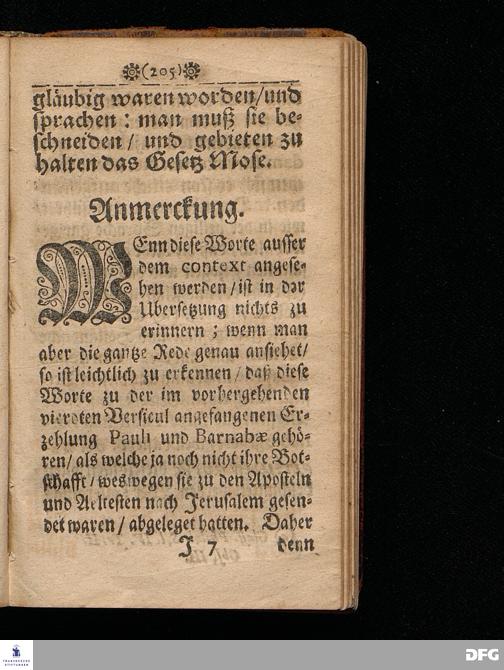 ❁(205)❁
gläubig waren worden/und
sprachen: man muß sie be-
schneiden/ und gebieten zu
halten das Gesetz Mose.
Anmerckung.
WEnn diese Worte ausser
dem context angese-
hen werden/ist in der
Ubersetzung nichts zu
erinnern; wenn man
aber die gantze Rede genau ansiehet/
so ist leichtlich zu erkennen/ daß diese
Worte zu der im vorhergehenden
vierdten Versicul angefangenen Er-
zehlung Pauli und Barnabæ gehö-
ren/ als welche ja noch nicht ihre Bot-
schafft/ weswegen sie zu den Aposteln
und Aeltesten nach Jerusalem gesen-
det waren/ abgeleget hatten. Daher
J 7 denn
FRANCKESCHE
STIFTUNGEN
DFG